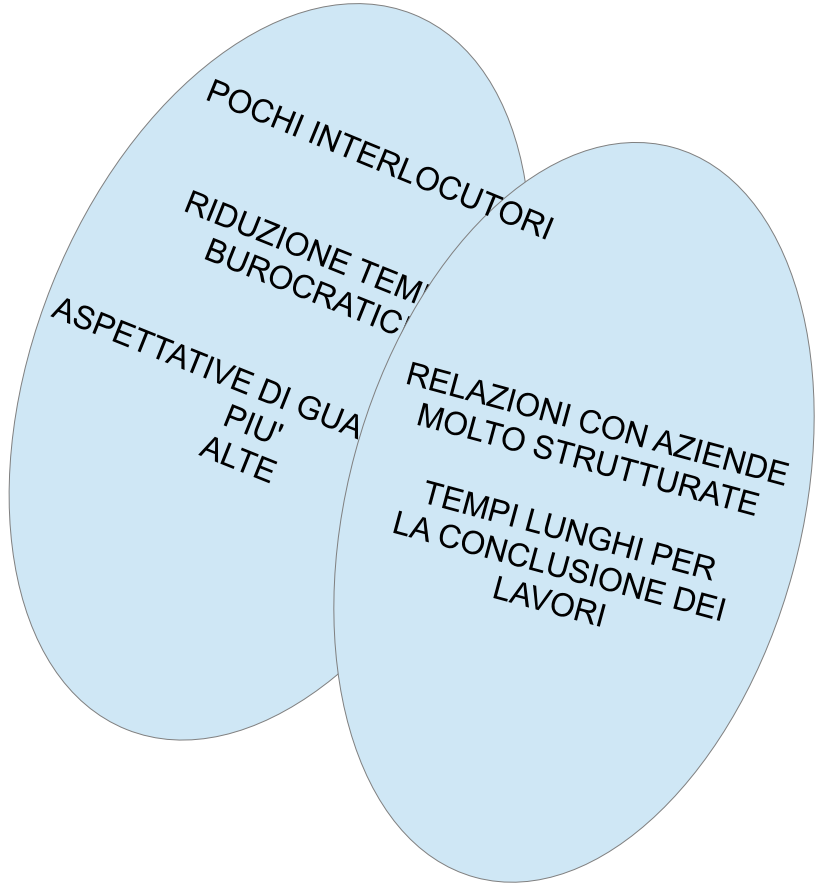 POCHI INTERLOCUTORI
RIDUZIONE
BUROCRATIC
ASPETTATIVE DI
PIU'
ALTE
RELAZIONI CON AZIENDE
MOLTO STRUTTURATE
TEMPI LUNGHI PER
LA CONCLUSIONE DEI
LAVORI